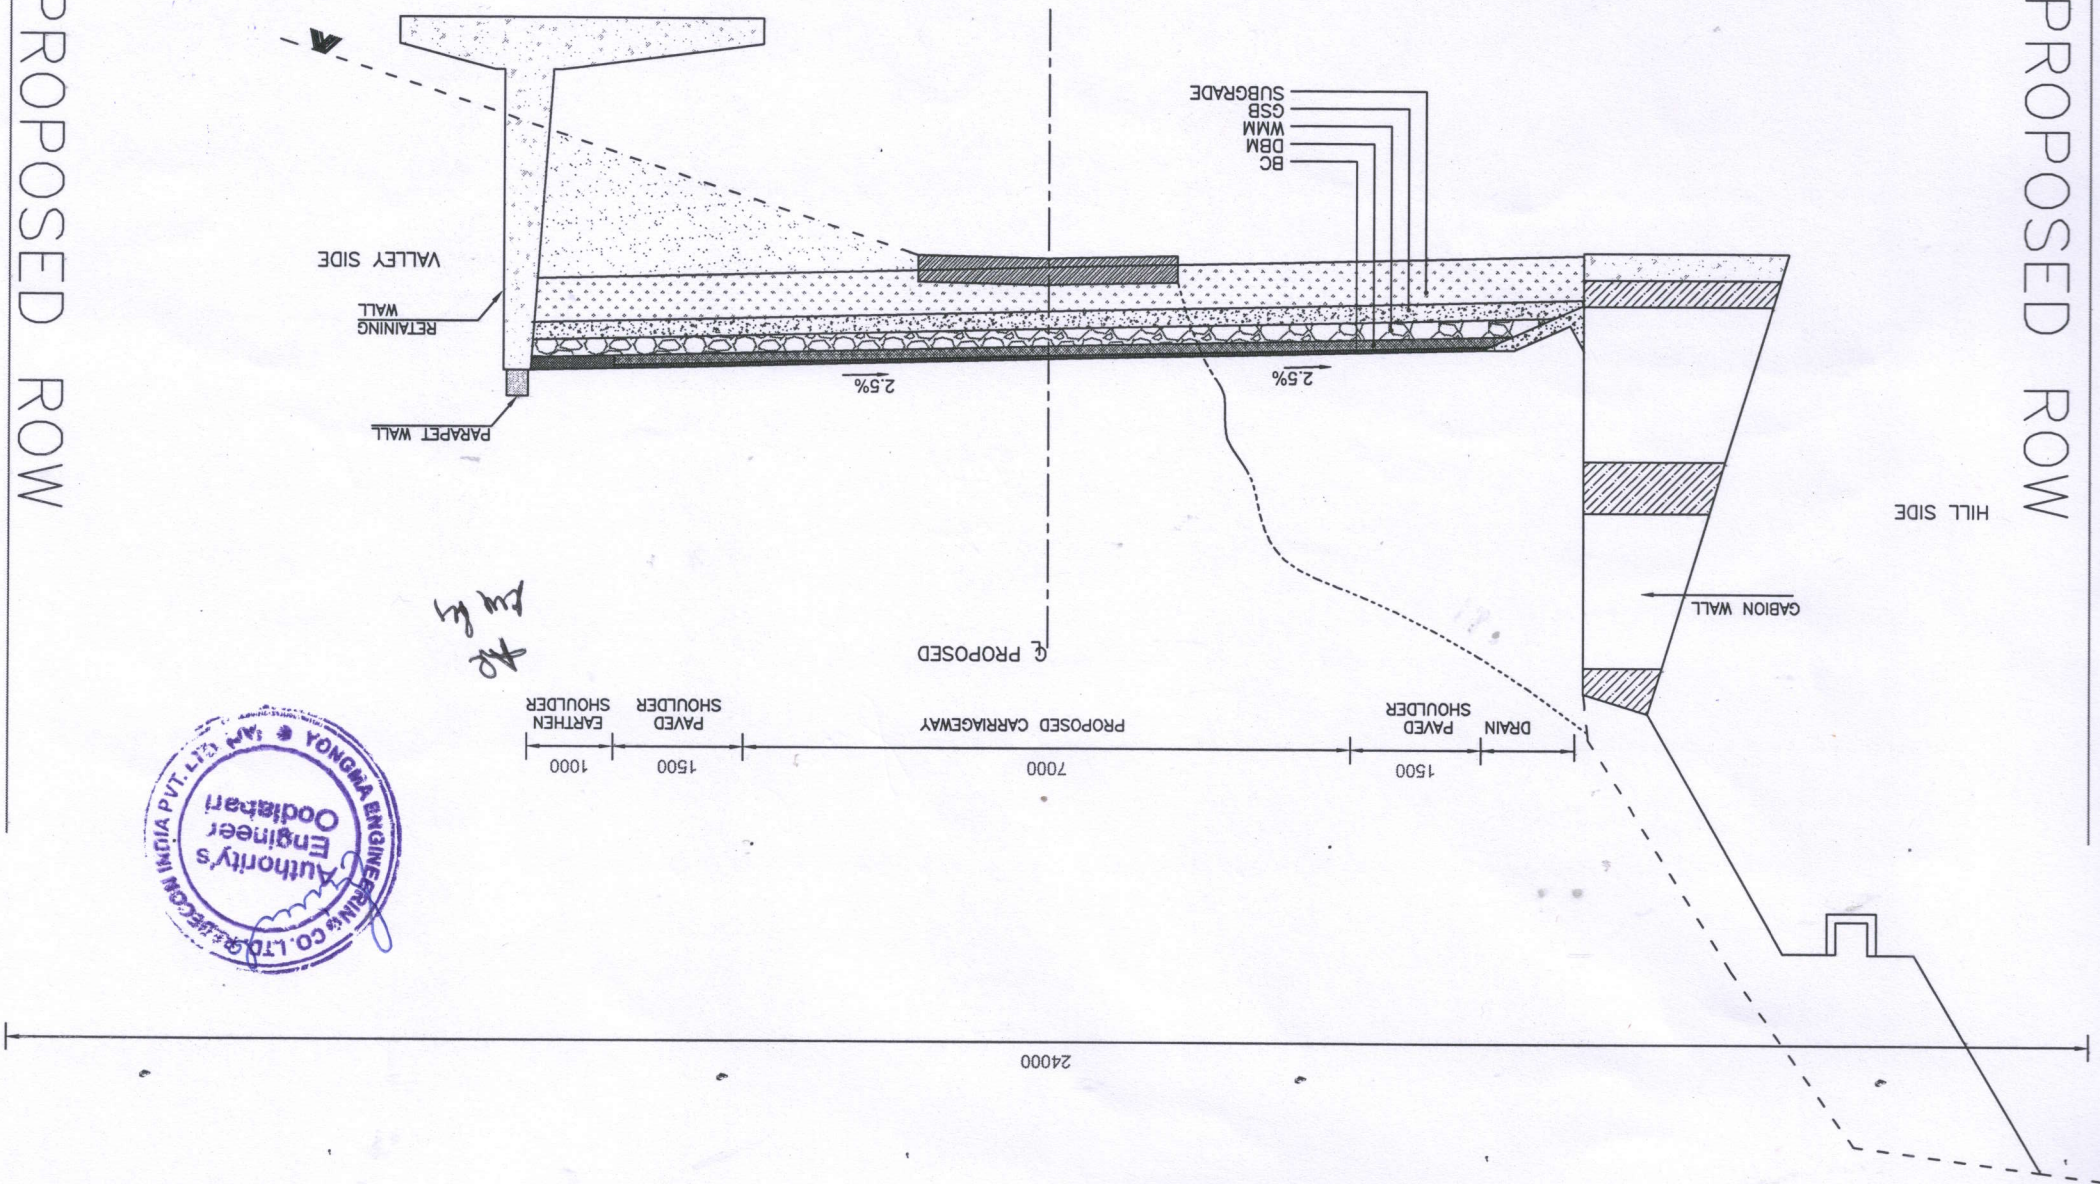 24000
1500
7000
1500
1000
DRAIN
PAVED
SHOULDER
PROPOSED CARRIAGEWAY
PAVED
SHOULDER
EARTHEN
SHOULDER
℄ PROPOSED
GABION WALL
HILL SIDE
PARAPET WALL
2.5%
2.5%
RETAINING
WALL
VALLEY SIDE
BC
DBM
WMM
GSB
SUBGRADE
PROPOSED ROW
PROPOSED ROW
YONGMA ENGINEERING CO. LTD.
INDIA PVT. LTD
Authority's
Engineer
Oodlabari